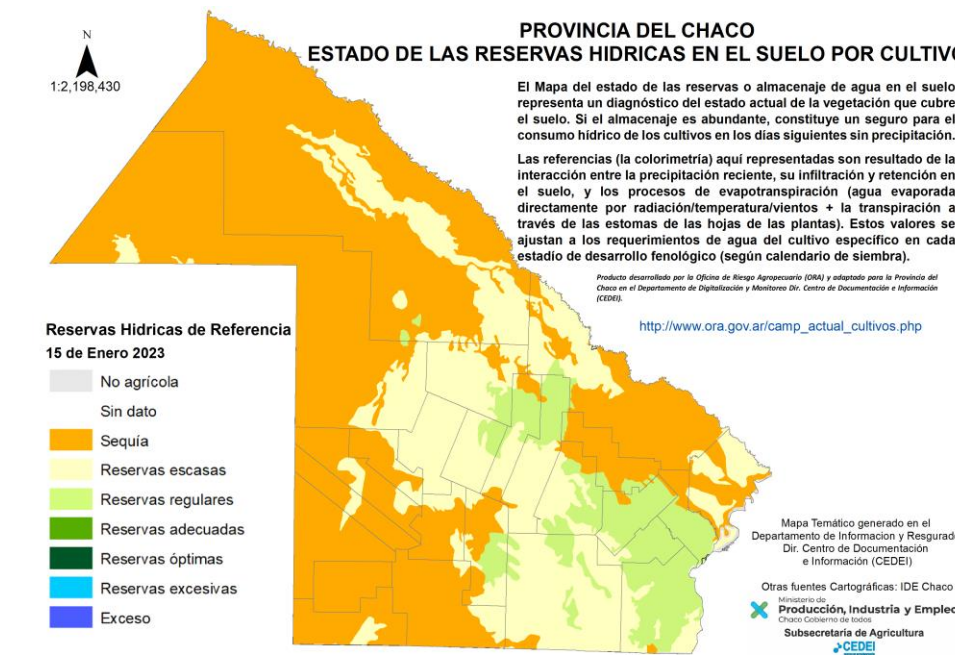 PROVINCIA DEL CHACO
ESTADO DE LAS RESERVAS HIDRICAS EN EL SUELO POR CULTIVO
N
1:2,198,430
El Mapa del estado de las reservas o almacenaje de agua en el suelo
representa un diagnóstico del estado actual de la vegetación que cubre
el suelo. Si el almacenaje es abundante, constituye un seguro para el
consumo hídrico de los cultivos en los días siguientes sin precipitación.
Las referencias (la colorimetría) aquí representadas son resultado de la
interacción entre la precipitación reciente, su infiltración y retención en
el suelo, y los procesos de evapotranspiración (agua evaporada
directamente por radiación/temperatura/vientos + la transpiración a
través de las estomas de las hojas de las plantas). Estos valores se
ajustan a los requerimientos de agua del cultivo específico en cada
estadío de desarrollo fenológico (según calendario de siembra).
Producto desarrollado por la Oficina de Riesgo Agropecuario (ORA) y adaptado para la Provincia del
Chaco en el Departamento de Digitalización y Monitoreo Dir. Centro de Documentación e Información
(CEDEI).
http://www.ora.gov.ar/camp_actual_cultivos.php
Reservas Hidricas de Referencia
15 de Enero 2023
No agrícola
Sin dato
Sequía
Reservas escasas
Reservas regulares
Reservas adecuadas
Reservas óptimas
Reservas excesivas
Exceso
Mapa Temático generado en el
Departamento de Informacion y Resgurado
Dir. Centro de Documentación
e Información (CEDEI)
Otras fuentes Cartográficas: IDE Chaco
Ministerio de
Producción, Industria y Empleo
Chaco Gobierno de todos
Subsecretaria de Agricultura
CEDEI